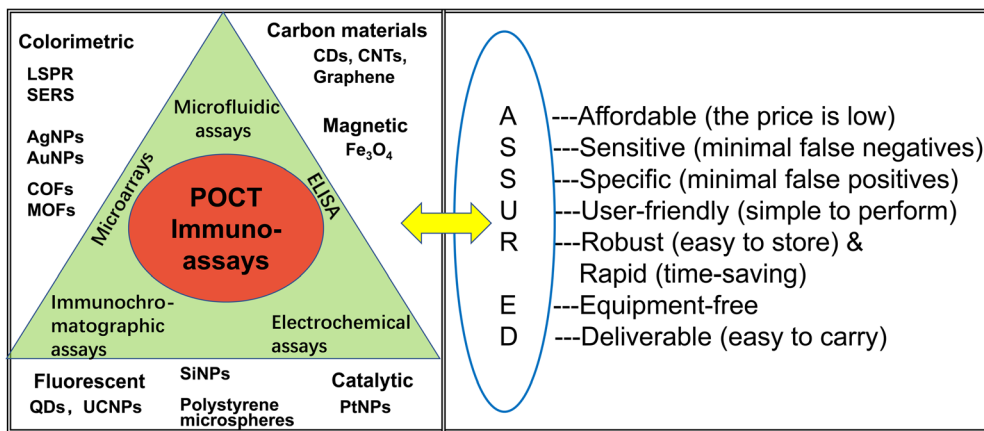 Colorimetric
LSPR
SERS
AgNPs
AuNPs
COFs
MOFs
Carbon materials
CDs, CNTs,
Graphene
Magnetic
Fe₃O₄
Microfluidic
assays
Microarrays
ELISA
POCT
Immuno-
assays
Immunochro-
matographic
assays
Electrochemical
assays
Fluorescent
QDs, UCNPs
SiNPs
Polystyrene
microspheres
Catalytic
PtNPs
A ---Affordable (the price is low)
S ---Sensitive (minimal false negatives)
S ---Specific (minimal false positives)
U ---User-friendly (simple to perform)
R ---Robust (easy to store) &
Rapid (time-saving)
E ---Equipment-free
D ---Deliverable (easy to carry)